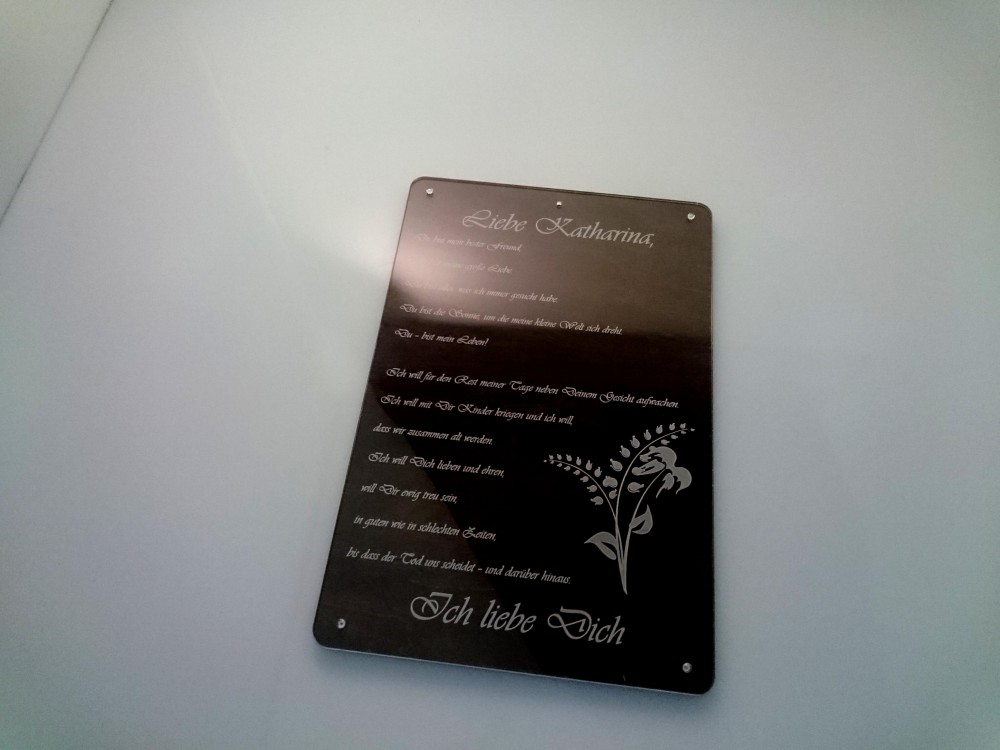 Liebe Katharina,
bist mein bester Freund,
große Liebe.
was ich immer gesucht habe.
Du bist die Sonne, um die meine kleine Welt sich dreht.
Du – bist mein Leben!
Ich will für den Rest meiner Tage neben Deinem Gesicht aufwachen.
Ich will mit Dir Kinder kriegen und ich will,
dass wir zusammen alt werden.
Ich will Dich lieben und ehren,
will Dir ewig treu sein,
in guten wie in schlechten Zeiten,
bis dass der Tod uns scheidet – und darüber hinaus.
Ich liebe Dich